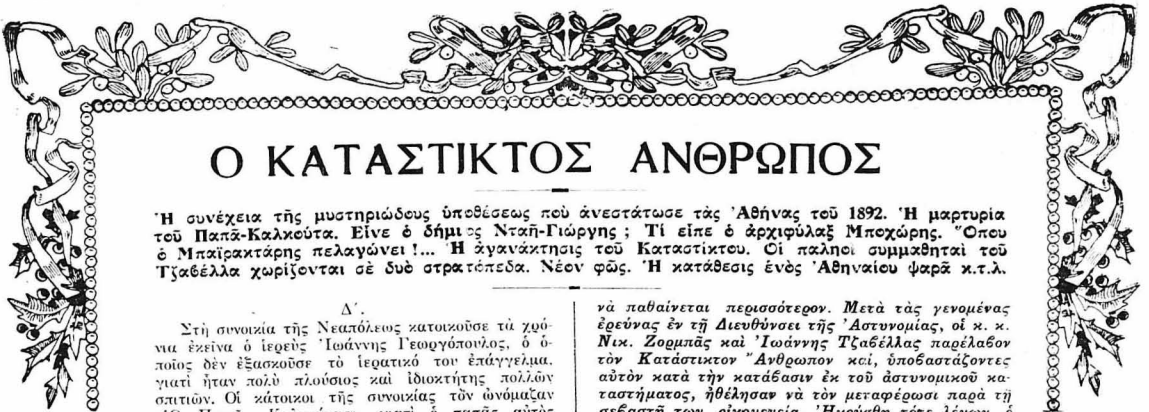 Ο ΚΑΤΑΣΤΙΚΤΟΣ ΑΝΘΡΩΠΟΣ
Ἡ συνέχεια τῆς μυστηριώδους ὑποθέσεως ποὺ ἀνεστάτωσε τὰς Ἀθήνας τοῦ 1892. Ἡ μαρτυρία
τοῦ Παπᾶ-Καλκούτα. Εἶνε ὁ δήμιος Νταῆ-Γιώργης ; Τί εἶπε ὁ ἀρχιφύλαξ Μποχώρης. Ὅπου
ὁ Μπαϊρακτάρης πελαγώνει !... Ἡ ἀγανάκτησις τοῦ Καταστίκτου. Οἱ παληοὶ συμμαθηταὶ τοῦ
Τζαβέλλα χωρίζονται σὲ δυὸ στρατόπεδα. Νέον φῶς. Ἡ κατάθεσις ἑνὸς Ἀθηναίου ψαρᾶ κ.τ.λ.
Δ΄.
Στὴ συνοικία τῆς Νεαπόλεως κατοικοῦσε τὰ χρό-
νια ἐκεῖνα ὁ ἱερεὺς Ἰωάννης Γεωργόπουλος, ὁ ὁ-
ποῖος δὲν ἐξασκοῦσε τὸ ἱερατικό του ἐπάγγελμα,
γιατὶ ἦταν πολὺ πλούσιος καὶ ἰδιοκτήτης πολλῶν
σπιτιῶν. Οἱ κάτοικοι τῆς συνοικίας τὸν ὠνόμαζαν
νὰ παθαίνεται περισσότερον. Μετὰ τὰς γενομένας
ἐρεύνας ἐν τῇ Διευθύνσει τῆς Ἀστυνομίας, οἱ κ. κ.
Νικ. Ζορμπᾶς καὶ Ἰωάννης Τζαβέλλας παρέλαβον
τὸν Κατάστικτον Ἄνθρωπον καί, ὑποβαστάζοντες
αὐτὸν κατὰ τὴν κατάβασιν ἐκ τοῦ ἀστυνομικοῦ κα-
ταστήματος, ἠθέλησαν νὰ τὸν μεταφέρωσι παρὰ τῇ